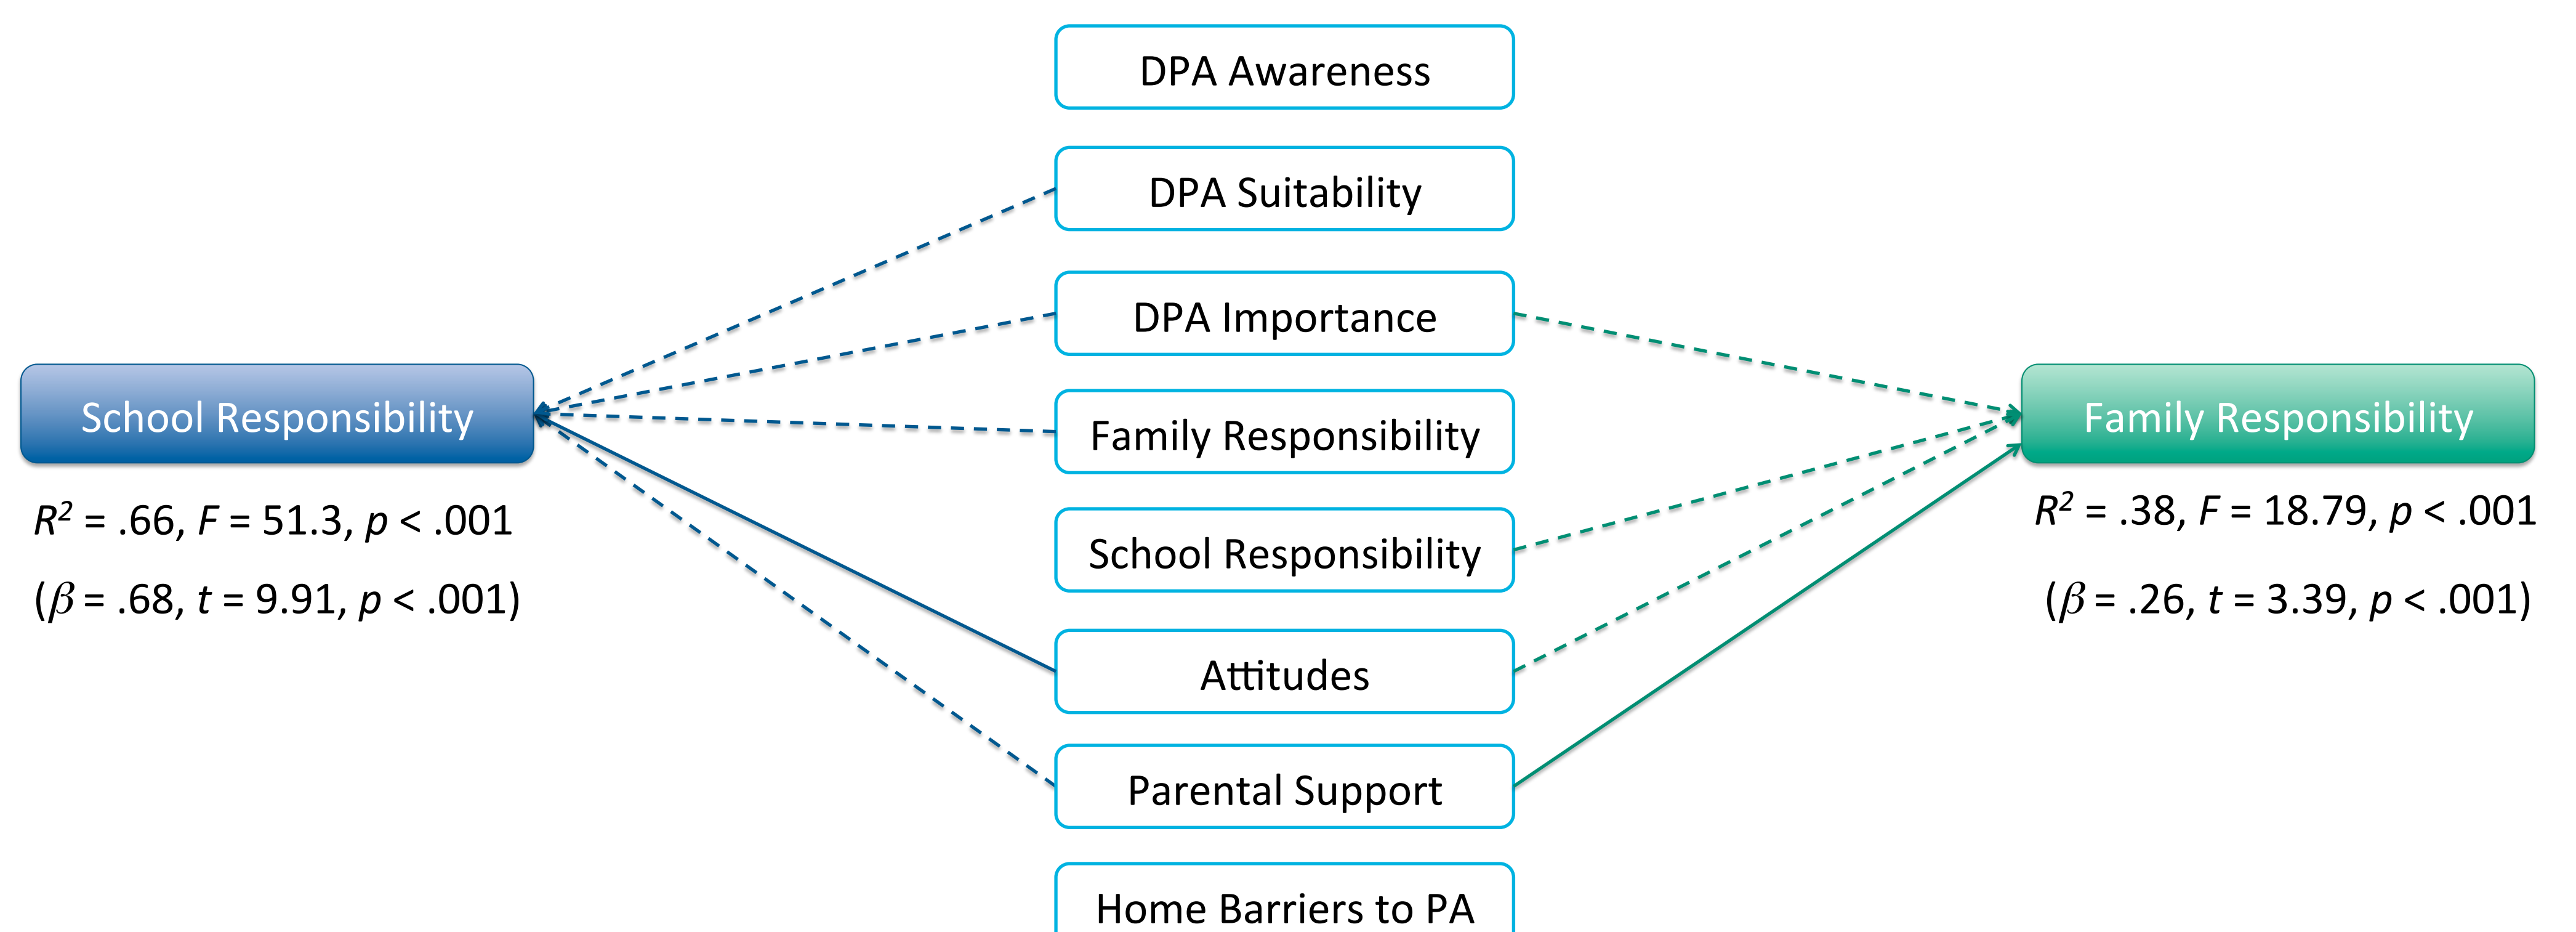 DPA Awareness
DPA Suitability
DPA Importance
Family Responsibility
School Responsibility
Attitudes
Parental Support
Home Barriers to PA
School Responsibility
R² = .66, F = 51.3, p < .001
(β = .68, t = 9.91, p < .001)
Family Responsibility
R² = .38, F = 18.79, p < .001
(β = .26, t = 3.39, p < .001)